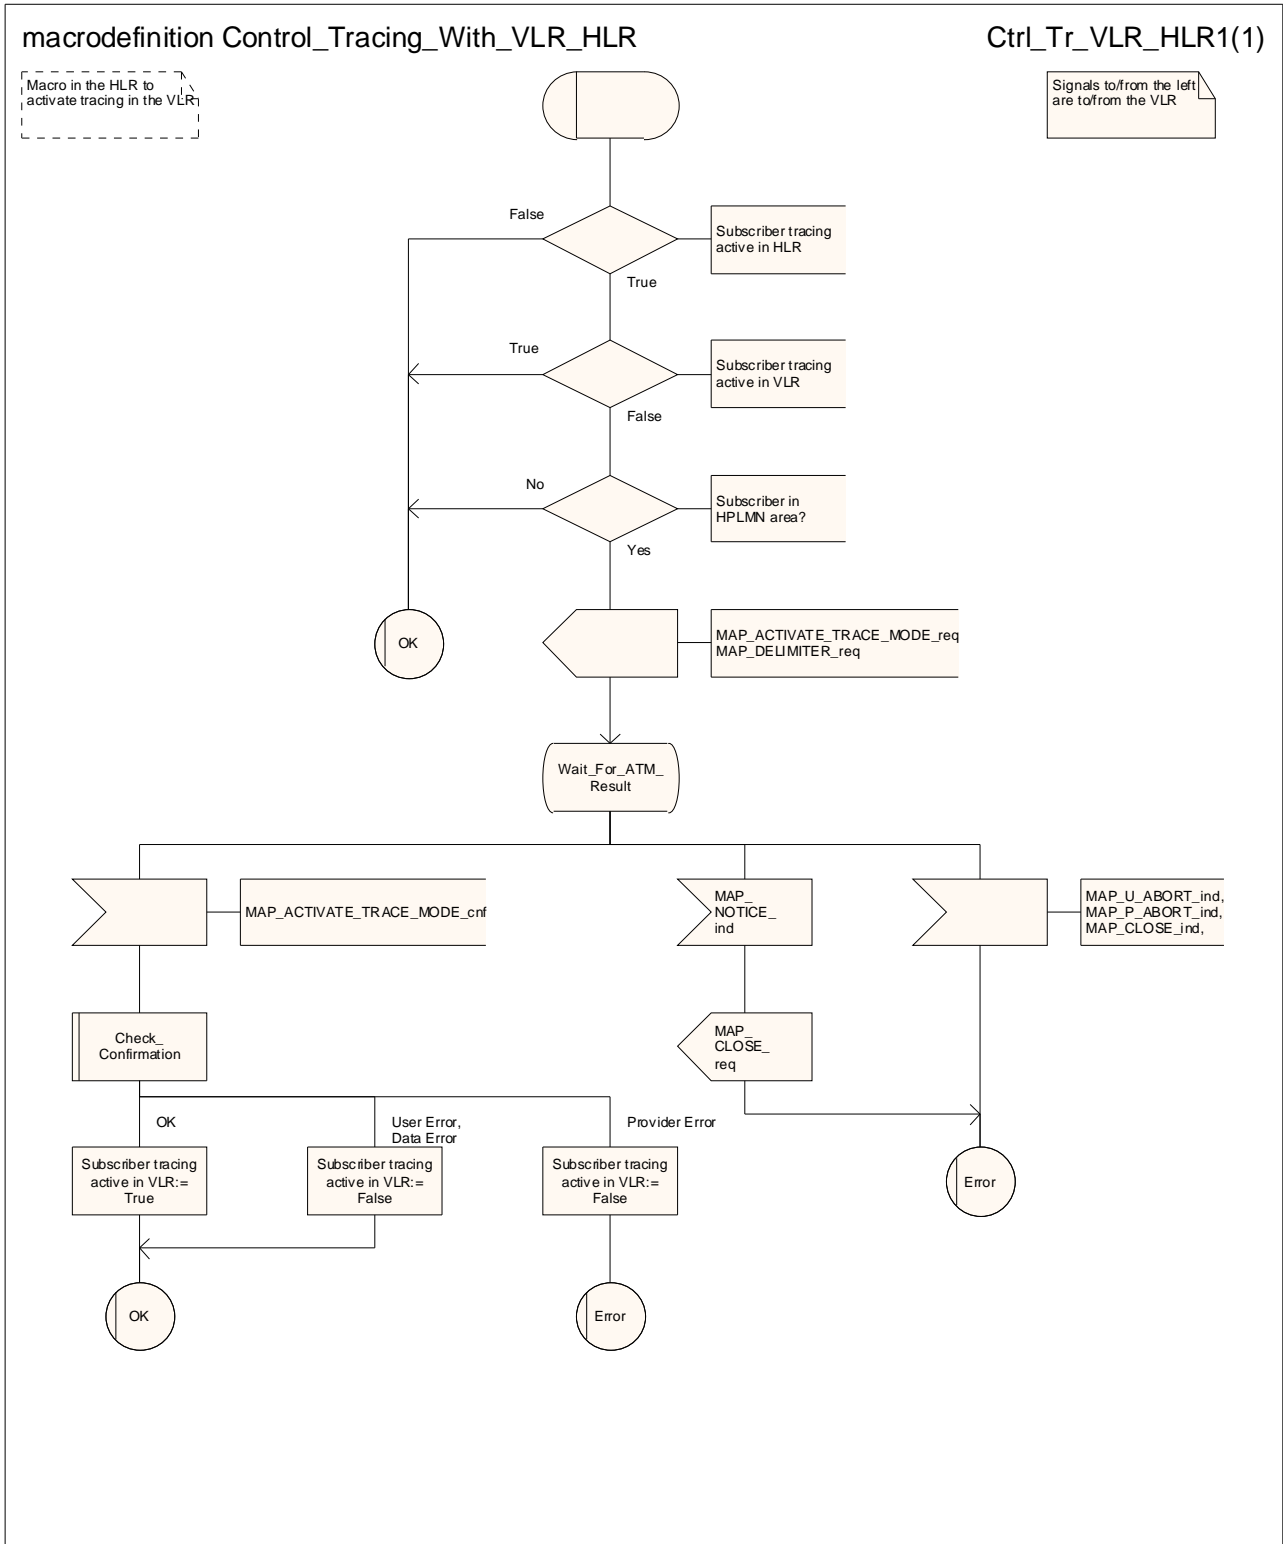 macrodefinition Control_Tracing_With_VLR_HLR
Ctrl_Tr_VLR_HLR1(1)
Macro in the HLR to
activate tracing in the VLR
Signals to/from the left
are to/from the VLR
False
Subscriber tracing
active in HLR
True
True
Subscriber tracing
active in VLR
False
No
Subscriber in
HPLMN area?
Yes
OK
MAP_ACTIVATE_TRACE_MODE_req
MAP_DELIMITER_req
Wait_For_ATM_
Result
MAP_ACTIVATE_TRACE_MODE_cnf
MAP_
NOTICE_
ind
MAP_U_ABORT_ind,
MAP_P_ABORT_ind,
MAP_CLOSE_ind,
Check_
Confirmation
MAP_
CLOSE_
req
OK
User Error,
Data Error
Provider Error
Subscriber tracing
active in VLR:=
True
Subscriber tracing
active in VLR:=
False
Subscriber tracing
active in VLR:=
False
Error
OK
Error